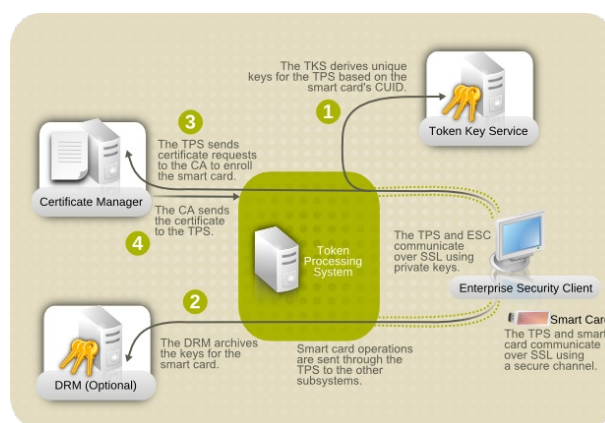 The TKS derives unique
keys for the TPS based on the
smart card's CUID.
1
Token Key Service
3
The TPS sends
certificate requests
to the CA to enroll
the smart card.
Certificate Manager
The CA sends
the certificate
to the TPS.
4
Token
Processing
System
The TPS and ESC
communicate
over SSL using
private keys.
Enterprise Security Client
Smart Card
The TPS and smart
card communicate
over SSL using
a secure channel.
2
The DRM archives
the keys for the
smart card.
DRM (Optional)
Smart card operations
are sent through the
TPS to the other
subsystems.